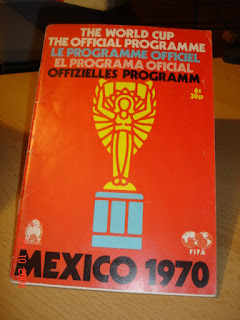 THE WORLD CUP
THE OFFICIAL PROGRAMME
LE PROGRAMME OFFICIEL
EL PROGRAMA OFICIAL
OFFIZIELLES PROGRAMM
6s
30p
FIFA
MEXICO 1970